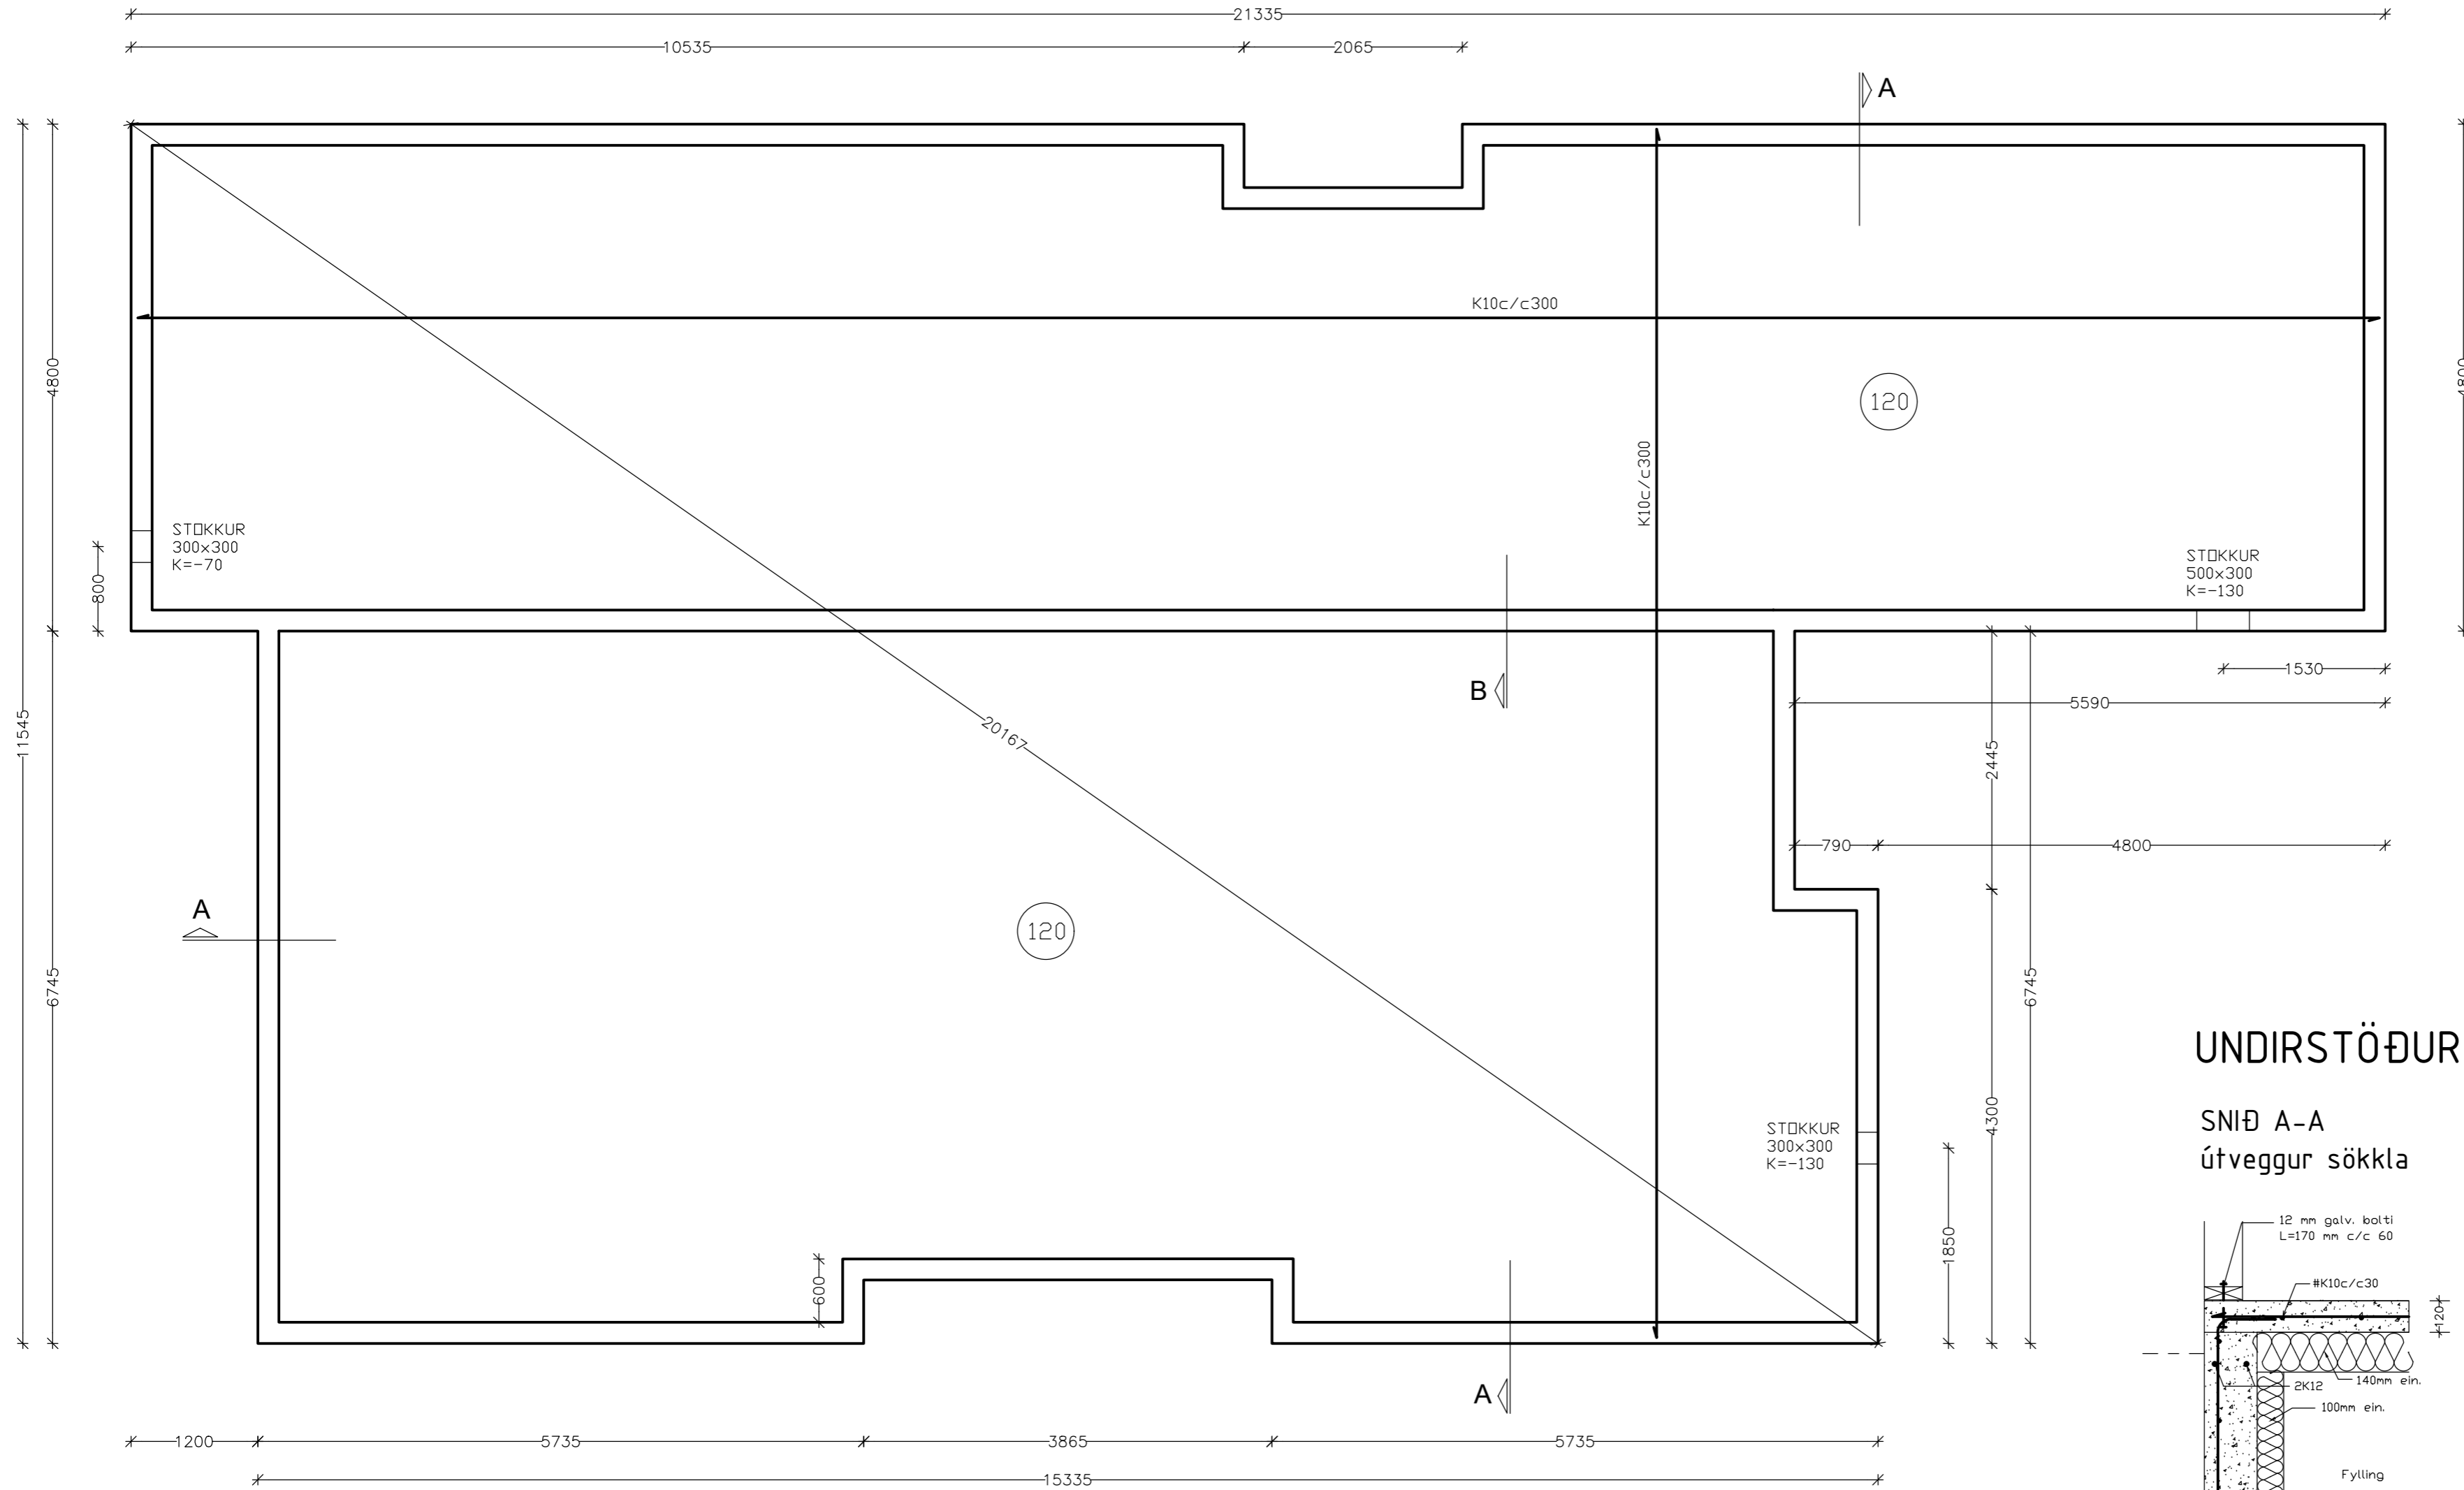 21335
10535
2065
A
4800
4800
K10c/c300
120
K10c/c300
STOKKUR
300x300
K=-70
800
STOKKUR
500x300
K=-130
1530
B
5590
11545
20167
2445
790
4800
A
120
6745
6745
UNDIRSTÖÐUR
4300
SNIÐ A-A
útveggur sökkla
STOKKUR
300x300
K=-130
1850
600
12 mm galv. bolti
L=170 mm c/c 60
#K10c/c30
120
140mm ein.
2K12
100mm ein.
A
1200
5735
3865
5735
Fylling
15335